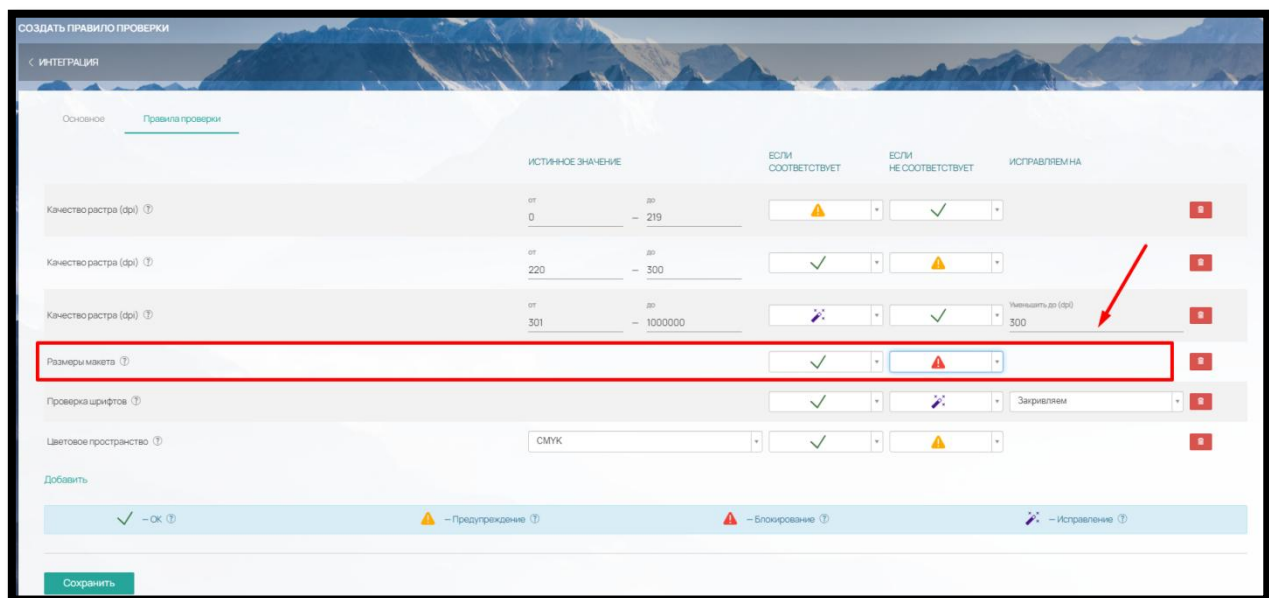 СОЗДАТЬ ПРАВИЛО ПРОВЕРКИ
< ИНТЕГРАЦИЯ
Основное Правила проверки
ИСТИННОЕ ЗНАЧЕНИЕ ЕСЛИ СООТВЕТСТВУЕТ ЕСЛИ НЕ СООТВЕТСТВУЕТ ИСПРАВЛЯЕМ НА
от до
Качество растра (dpi) ? 0 – 219
от до
Качество растра (dpi) ? 220 – 300
от до Уменьшать до (dpi)
Качество растра (dpi) ? 301 – 1000000 300
Размеры макета ?
Проверка шрифтов ? Закривляем
Цветовое пространство ? CMYK
Добавить
– ОК ? – Предупреждение ? – Блокирование ? – Исправление ?
Сохранить